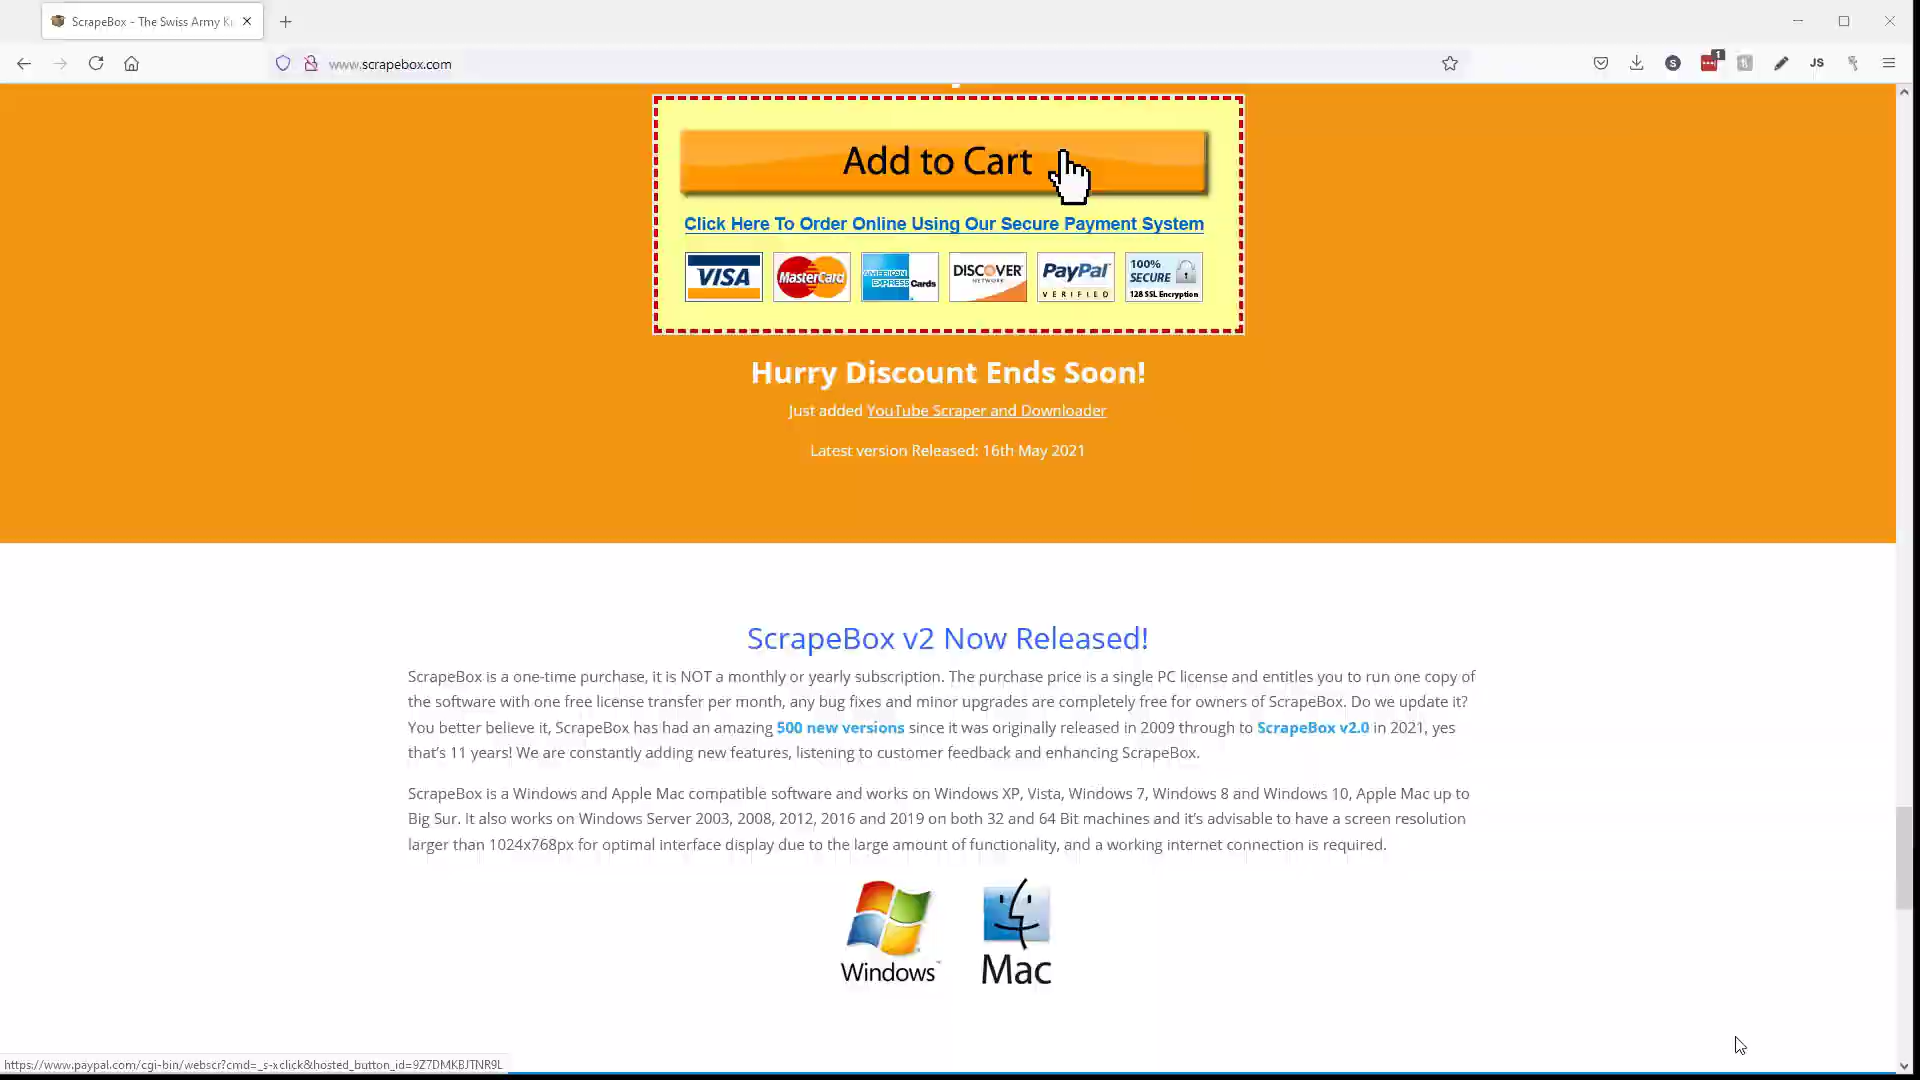 ScrapeBox - The Swiss Army Kn
www.scrapebox.com
S
1
JS
Add to Cart
Click Here To Order Online Using Our Secure Payment System
VISA
MasterCard
AMERICAN EXPRESS Cards
DISCOVER NETWORK
PayPal VERIFIED
100% SECURE 128 SSL Encryption
Hurry Discount Ends Soon!
Just added YouTube Scraper and Downloader
Latest version Released: 16th May 2021
ScrapeBox v2 Now Released!
ScrapeBox is a one-time purchase, it is NOT a monthly or yearly subscription. The purchase price is a single PC license and entitles you to run one copy of
the software with one free license transfer per month, any bug fixes and minor upgrades are completely free for owners of ScrapeBox. Do we update it?
You better believe it, ScrapeBox has had an amazing 500 new versions since it was originally released in 2009 through to ScrapeBox v2.0 in 2021, yes
that's 11 years! We are constantly adding new features, listening to customer feedback and enhancing ScrapeBox.
ScrapeBox is a Windows and Apple Mac compatible software and works on Windows XP, Vista, Windows 7, Windows 8 and Windows 10, Apple Mac up to
Big Sur. It also works on Windows Server 2003, 2008, 2012, 2016 and 2019 on both 32 and 64 Bit machines and it's advisable to have a screen resolution
larger than 1024x768px for optimal interface display due to the large amount of functionality, and a working internet connection is required.
Windows
Mac
https://www.paypal.com/cgi-bin/webscr?cmd=_s-xclick&hosted_button_id=9Z7DMKBJTNR9L